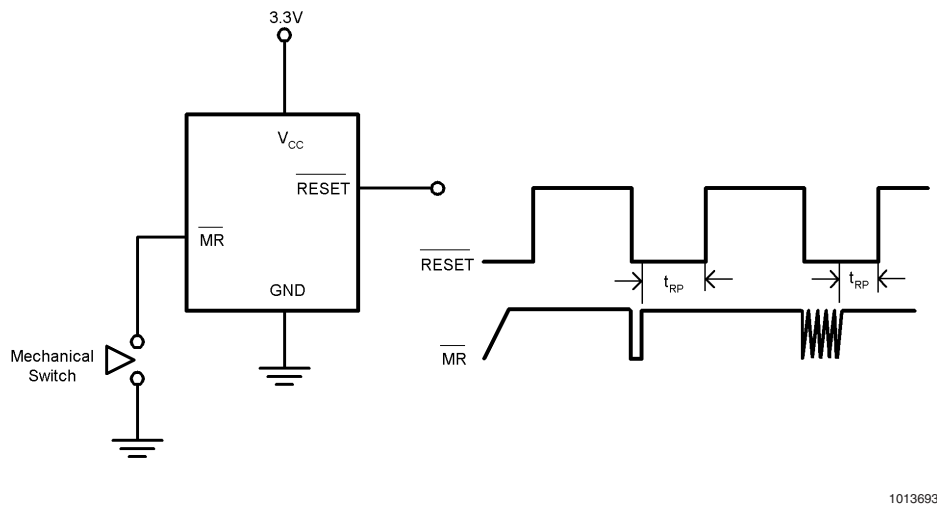 3.3V
VCC
RESET
MR
GND
Mechanical
Switch
RESET
tRP
tRP
MR
1013693